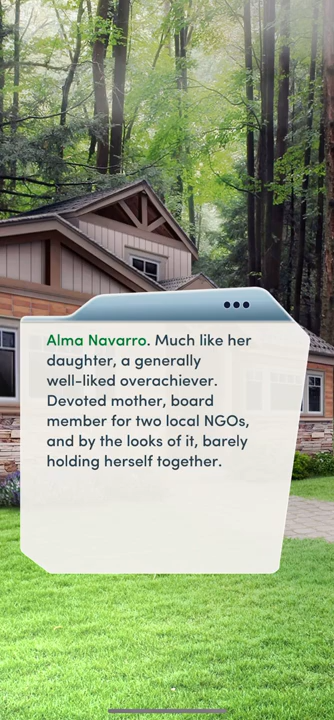 Alma Navarro. Much like her
daughter, a generally
well-liked overachiever.
Devoted mother, board
member for two local NGOs,
and by the looks of it, barely
holding herself together.